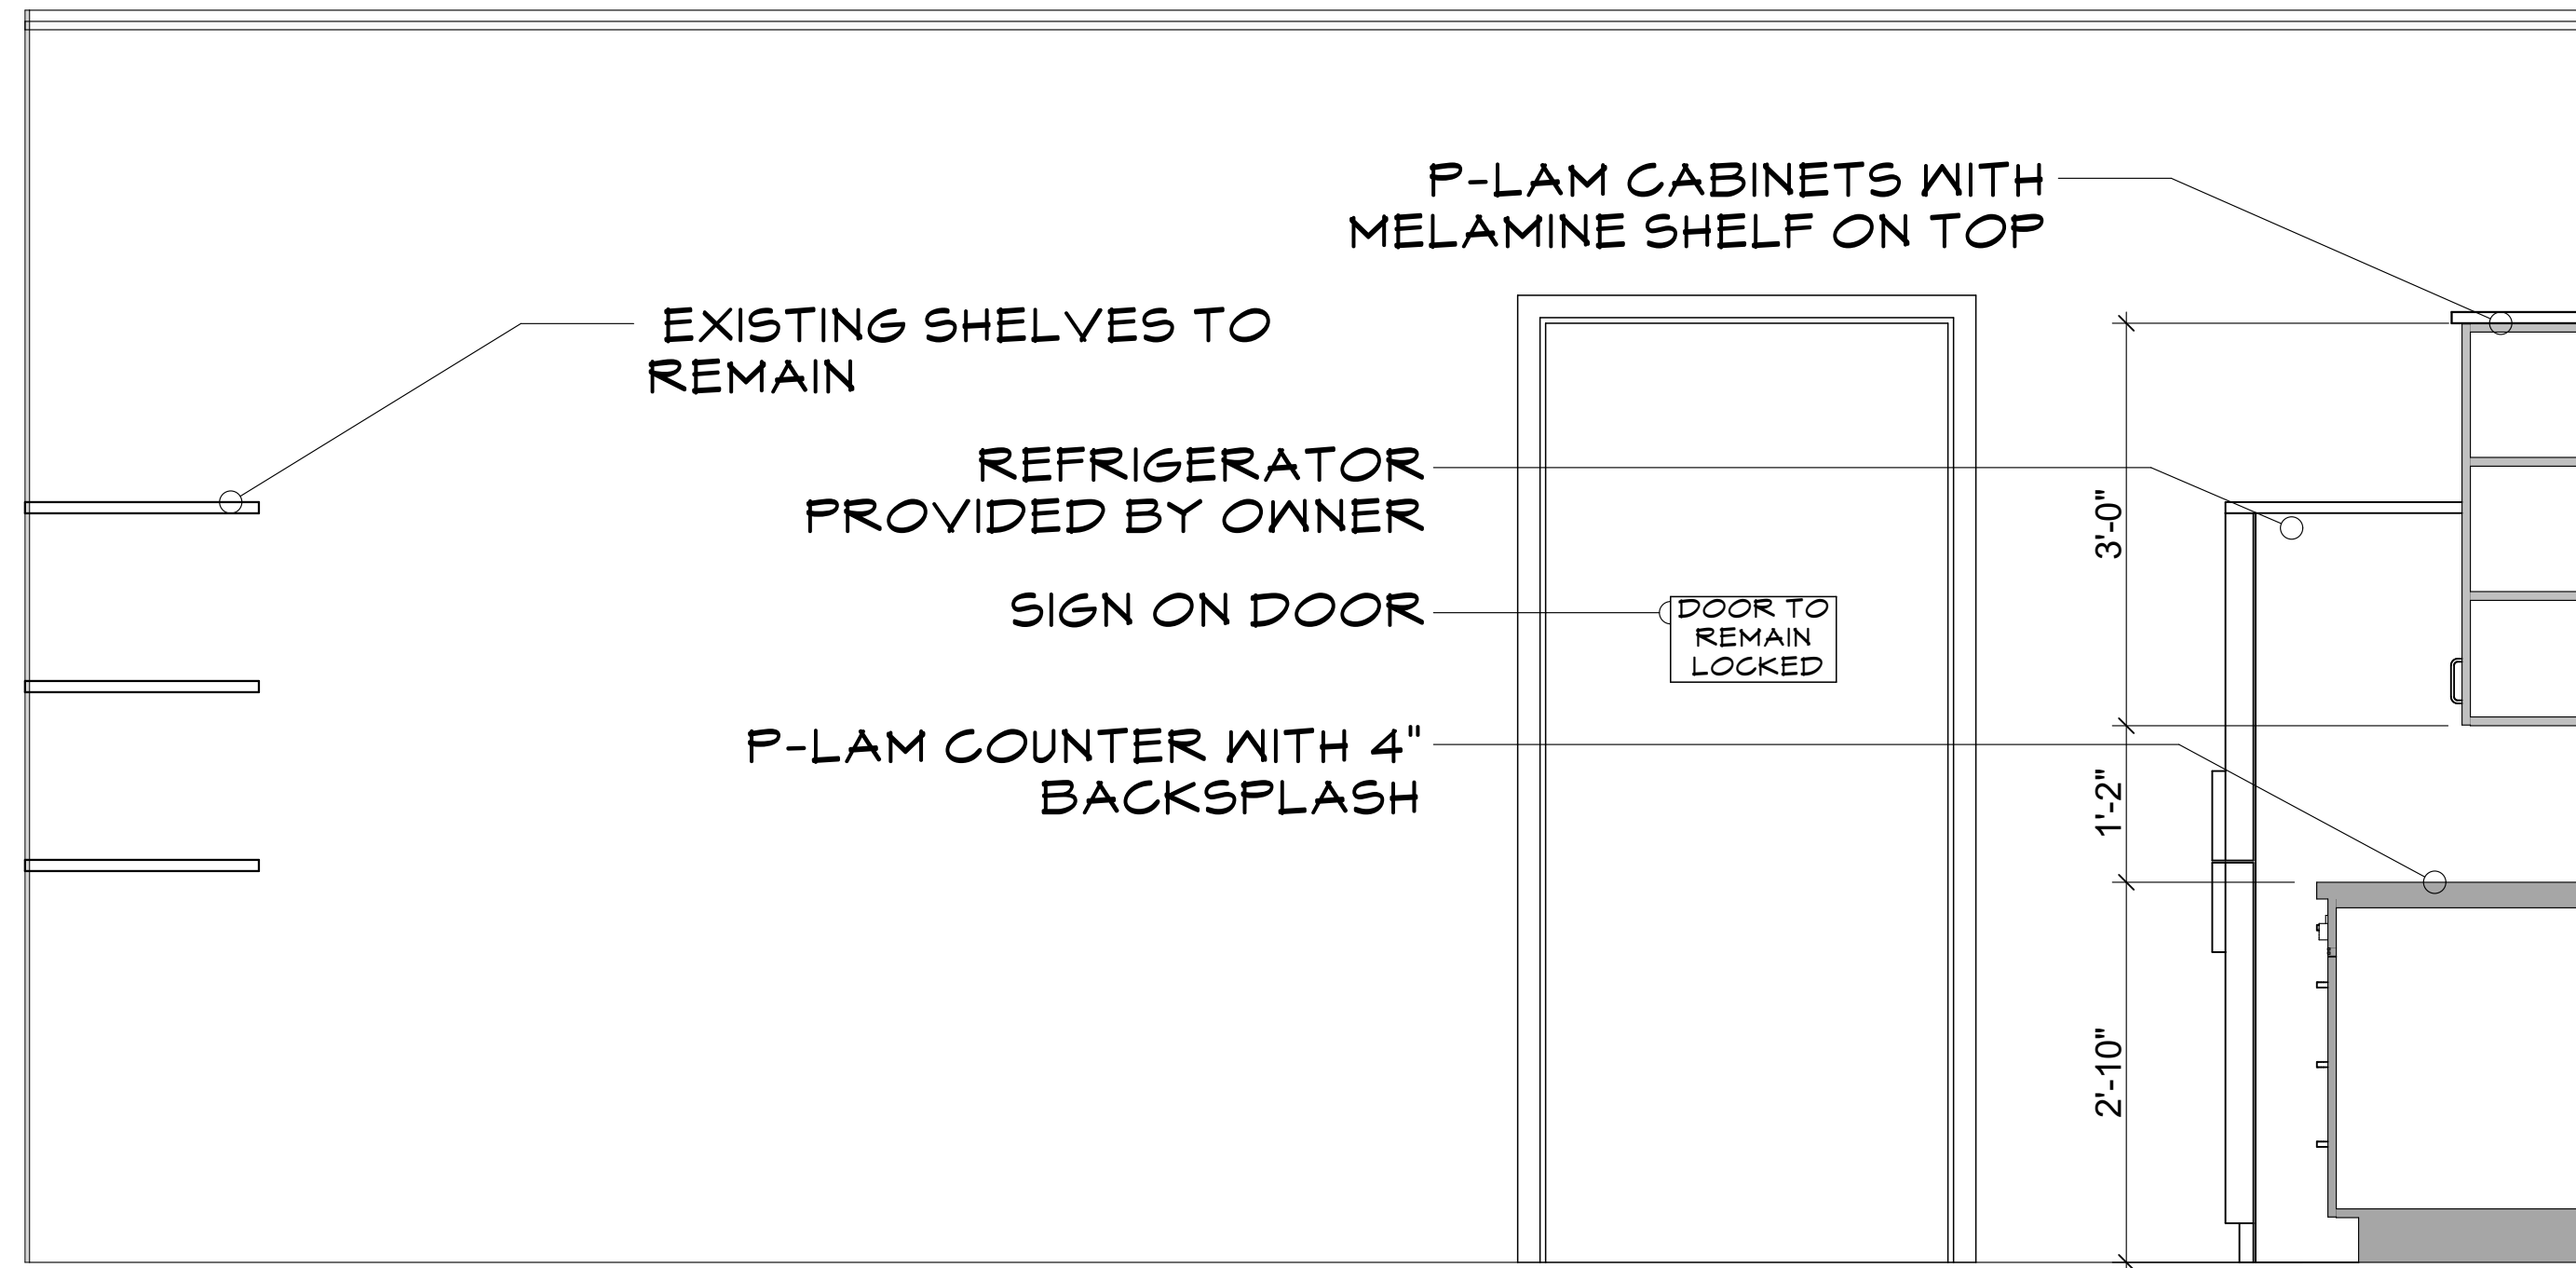 P-LAM CABINETS WITH
MELAMINE SHELF ON TOP
EXISTING SHELVES TO
REMAIN
REFRIGERATOR
PROVIDED BY OWNER
3'-0"
SIGN ON DOOR
DOOR TO
REMAIN
LOCKED
P-LAM COUNTER WITH 4"
BACKSPLASH
1'-2"
2'-10"